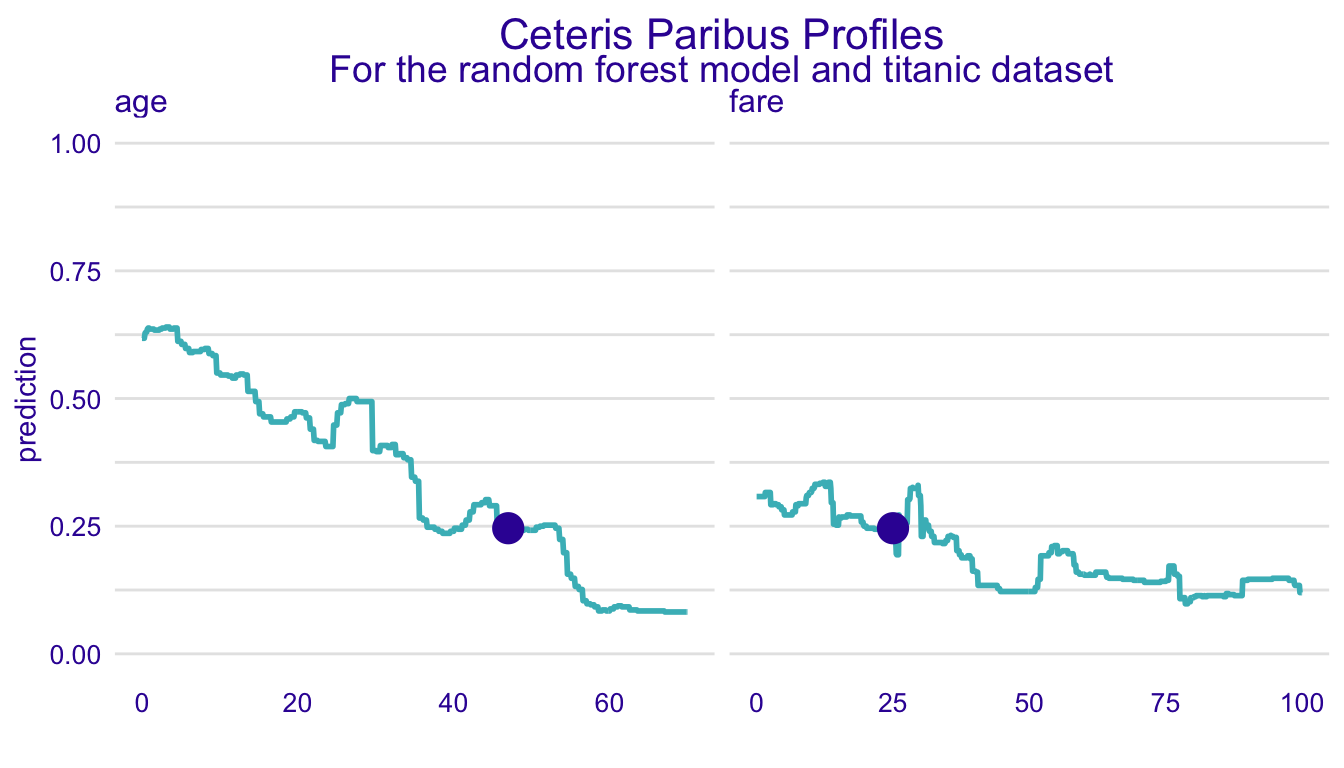 Ceteris Paribus Profiles
For the random forest model and titanic dataset
age
fare
prediction
1.00
0.75
0.50
0.25
0.00
0 20 40 60
0 25 50 75 100